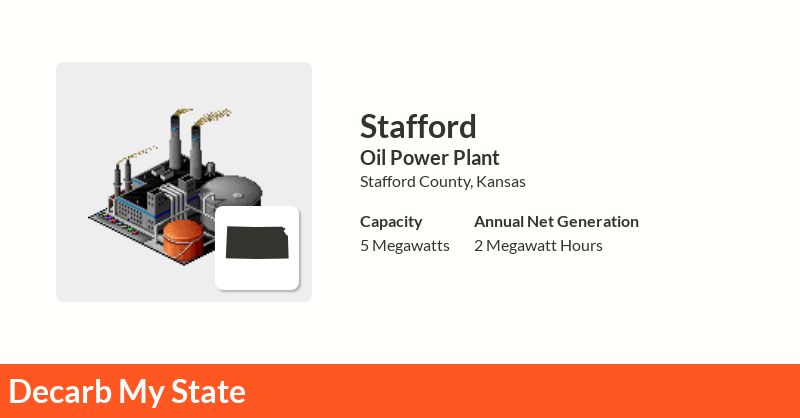 Stafford
Oil Power Plant
Stafford County, Kansas
Capacity
5 Megawatts
Annual Net Generation
2 Megawatt Hours
Decarb My State